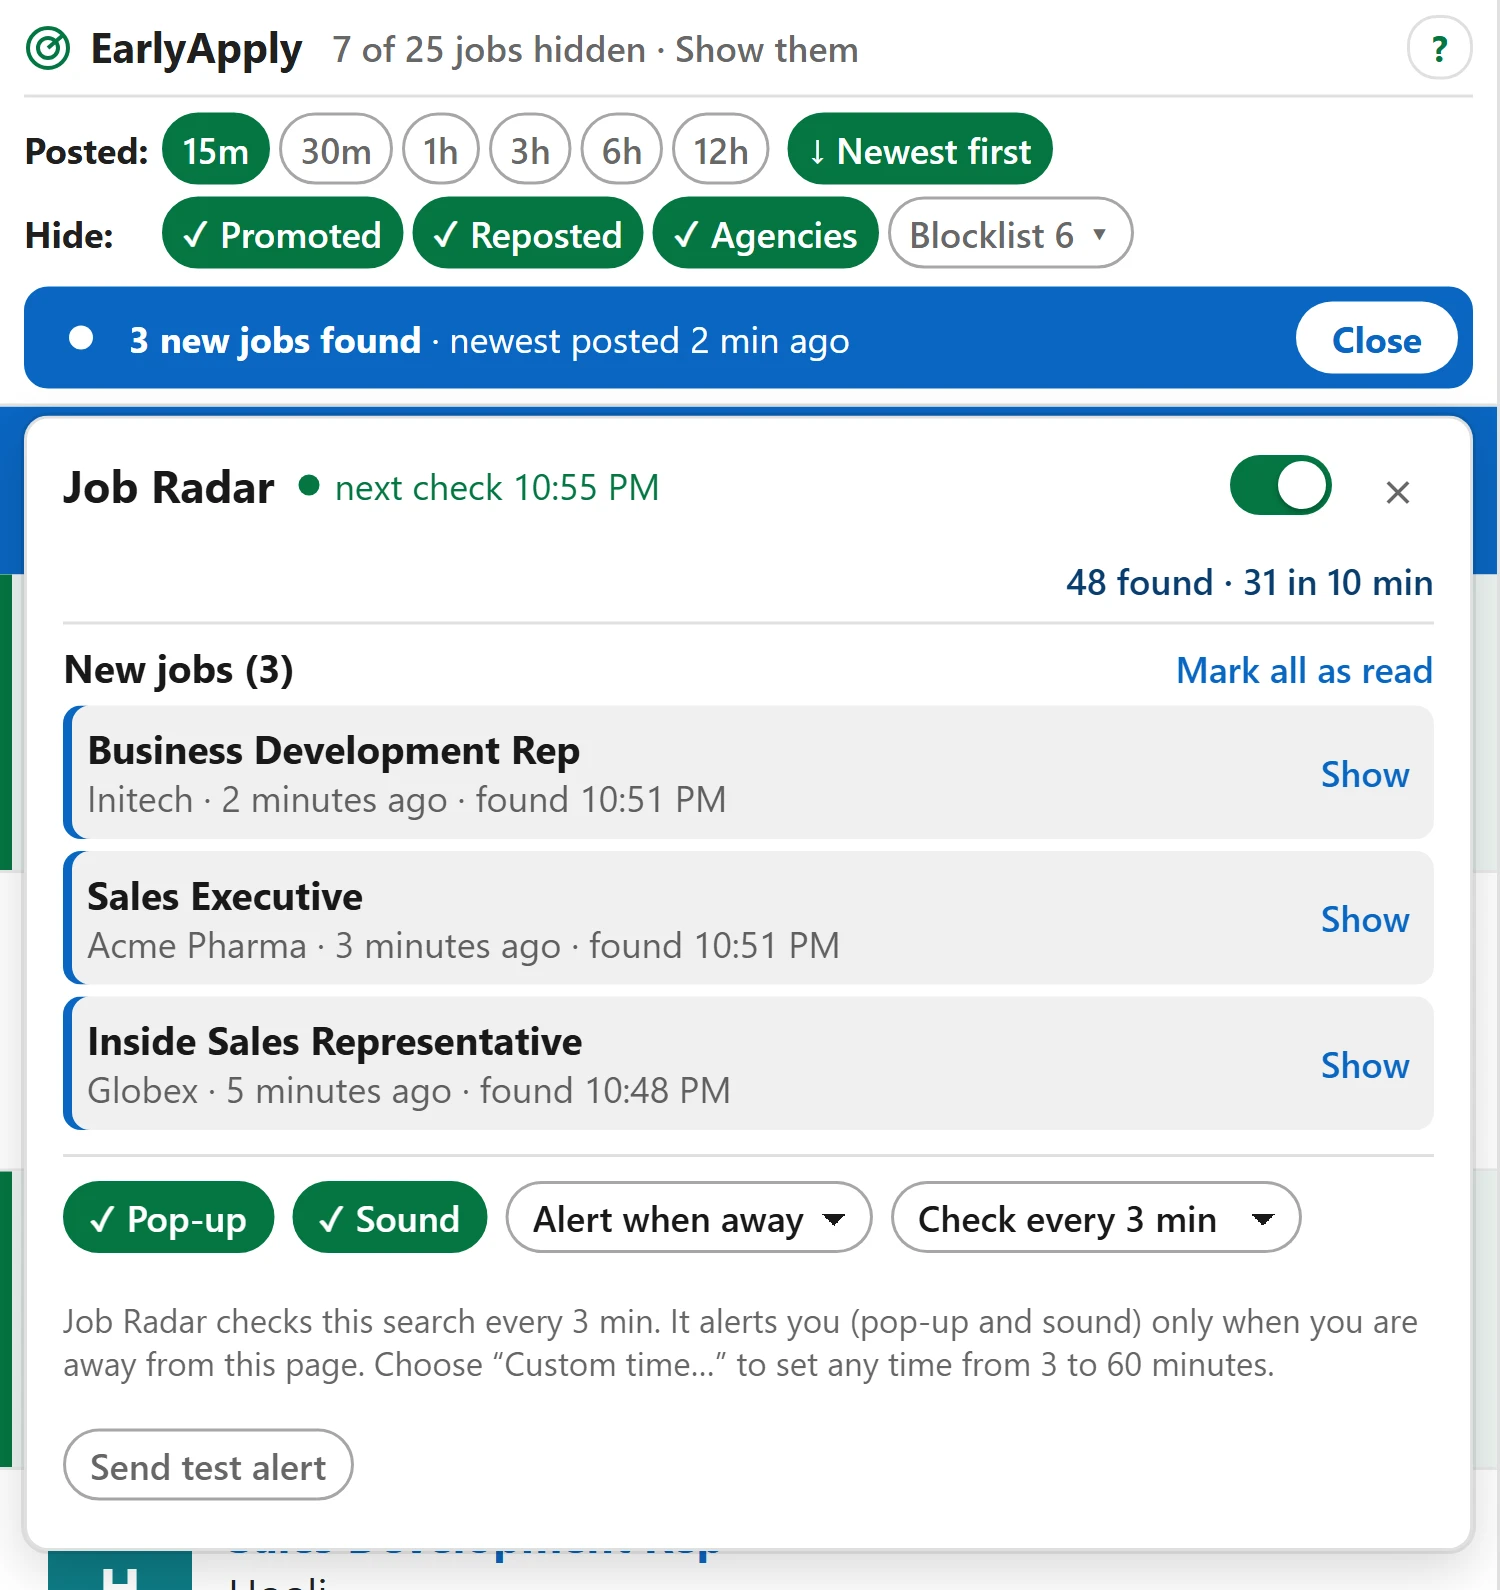 EarlyApply 7 of 25 jobs hidden · Show them ?
Posted: 15m 30m 1h 3h 6h 12h ↓ Newest first
Hide: ✓ Promoted ✓ Reposted ✓ Agencies Blocklist 6 ▾
3 new jobs found · newest posted 2 min ago Close
Job Radar next check 10:55 PM ×
48 found · 31 in 10 min
New jobs (3) Mark all as read
Business Development Rep
Initech · 2 minutes ago · found 10:51 PM
Show
Sales Executive
Acme Pharma · 3 minutes ago · found 10:51 PM
Show
Inside Sales Representative
Globex · 5 minutes ago · found 10:48 PM
Show
✓ Pop-up ✓ Sound Alert when away Check every 3 min
Job Radar checks this search every 3 min. It alerts you (pop-up and sound) only when you are
away from this page. Choose “Custom time…” to set any time from 3 to 60 minutes.
Send test alert